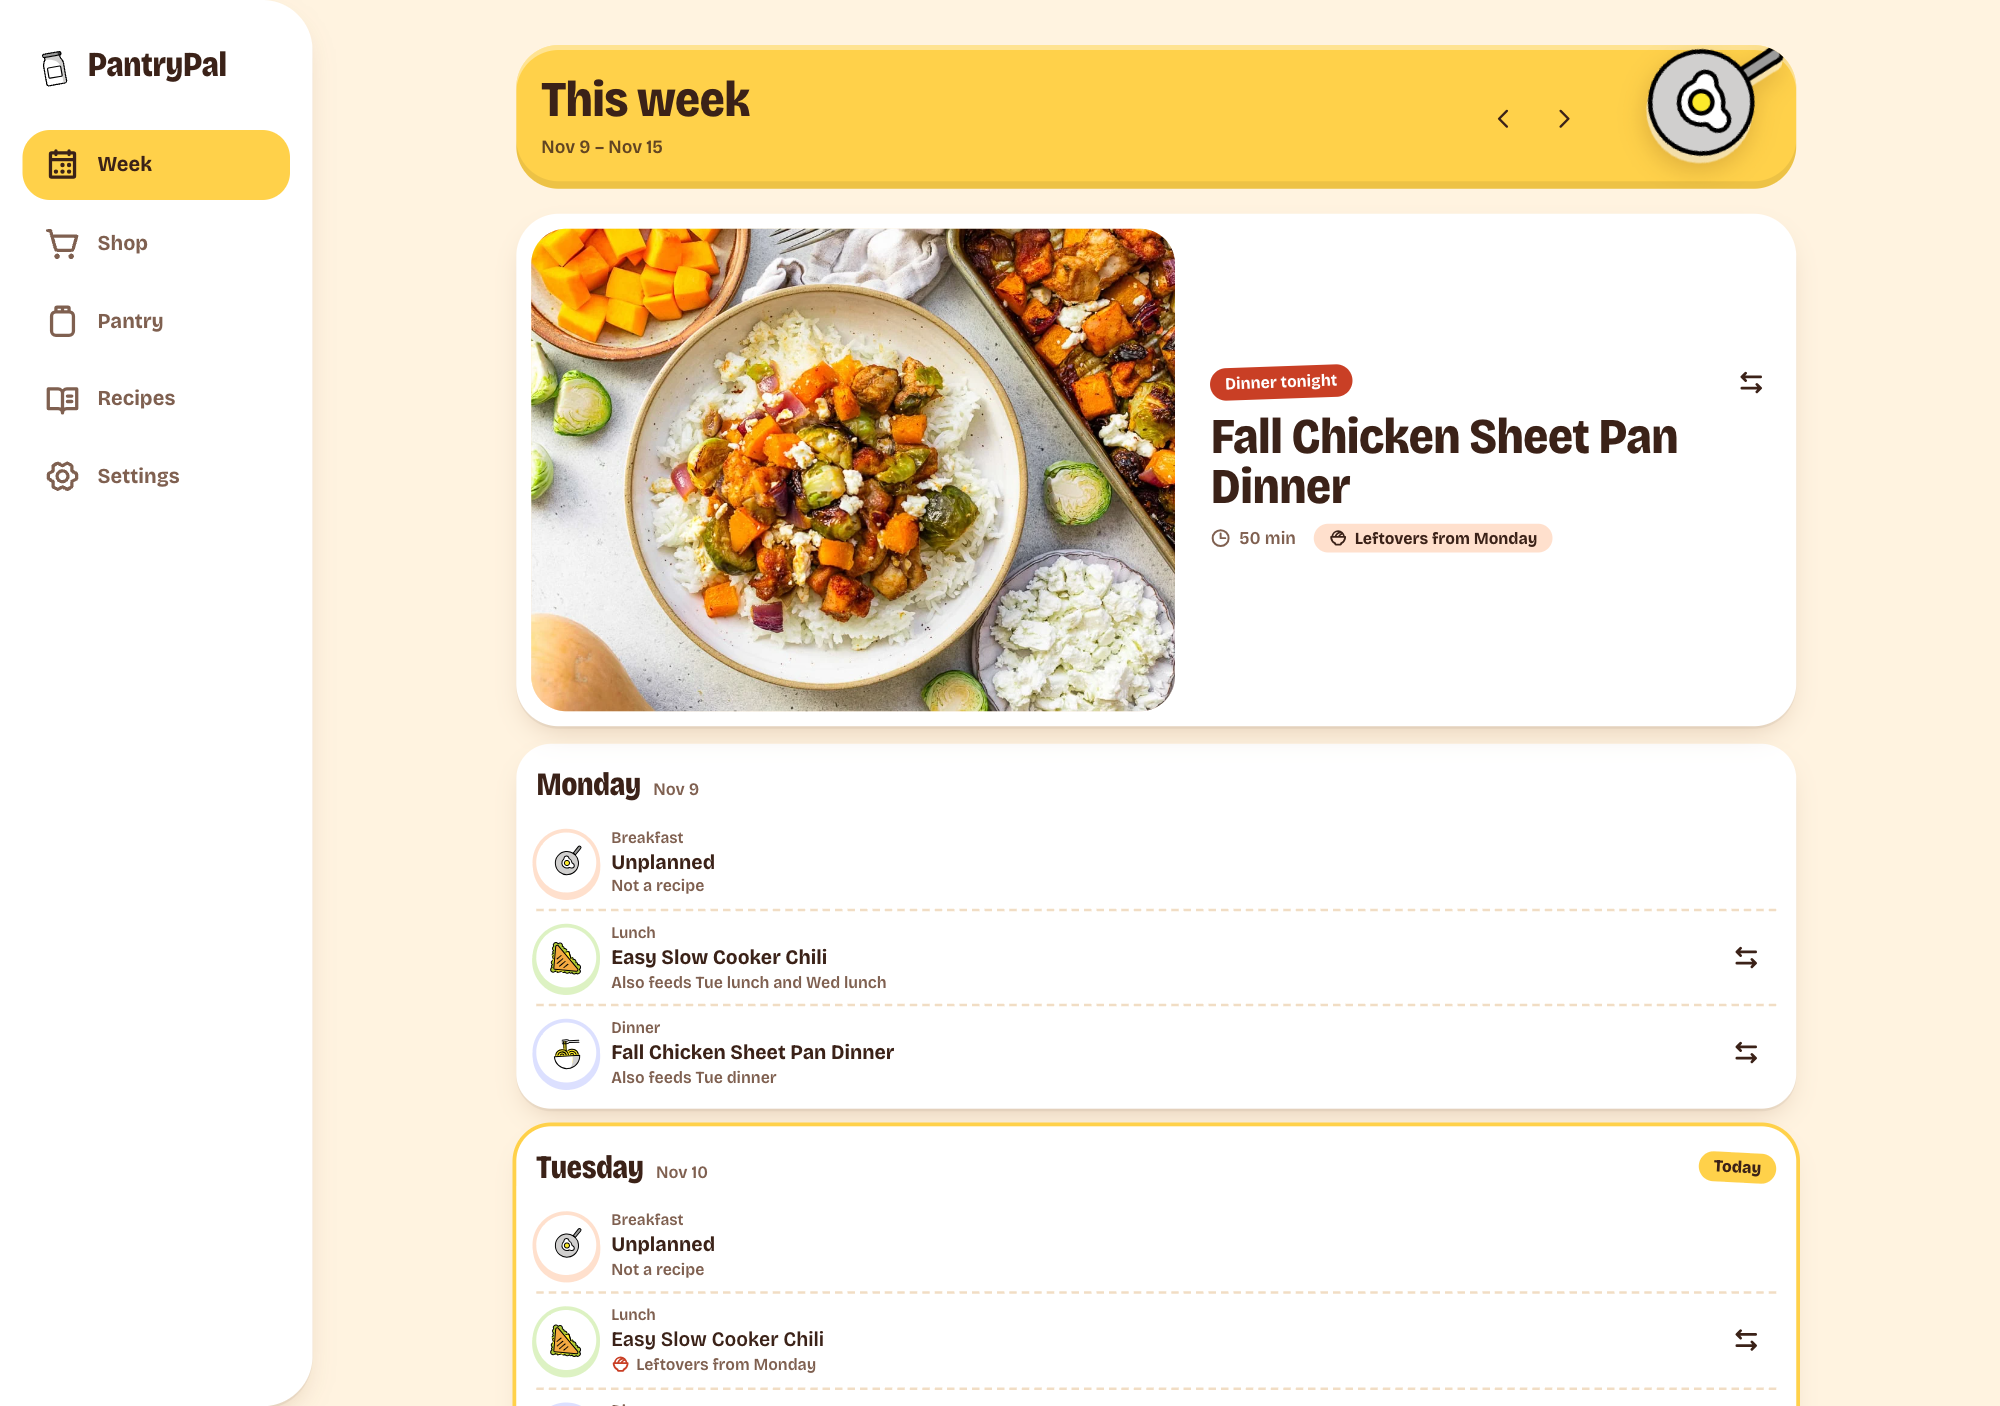 PantryPal
Week
Shop
Pantry
Recipes
Settings
This week
Nov 9 – Nov 15
Dinner tonight
Fall Chicken Sheet Pan
Dinner
50 min
Leftovers from Monday
Monday
Nov 9
Breakfast
Unplanned
Not a recipe
Lunch
Easy Slow Cooker Chili
Also feeds Tue lunch and Wed lunch
Dinner
Fall Chicken Sheet Pan Dinner
Also feeds Tue dinner
Tuesday
Nov 10
Today
Breakfast
Unplanned
Not a recipe
Lunch
Easy Slow Cooker Chili
Leftovers from Monday